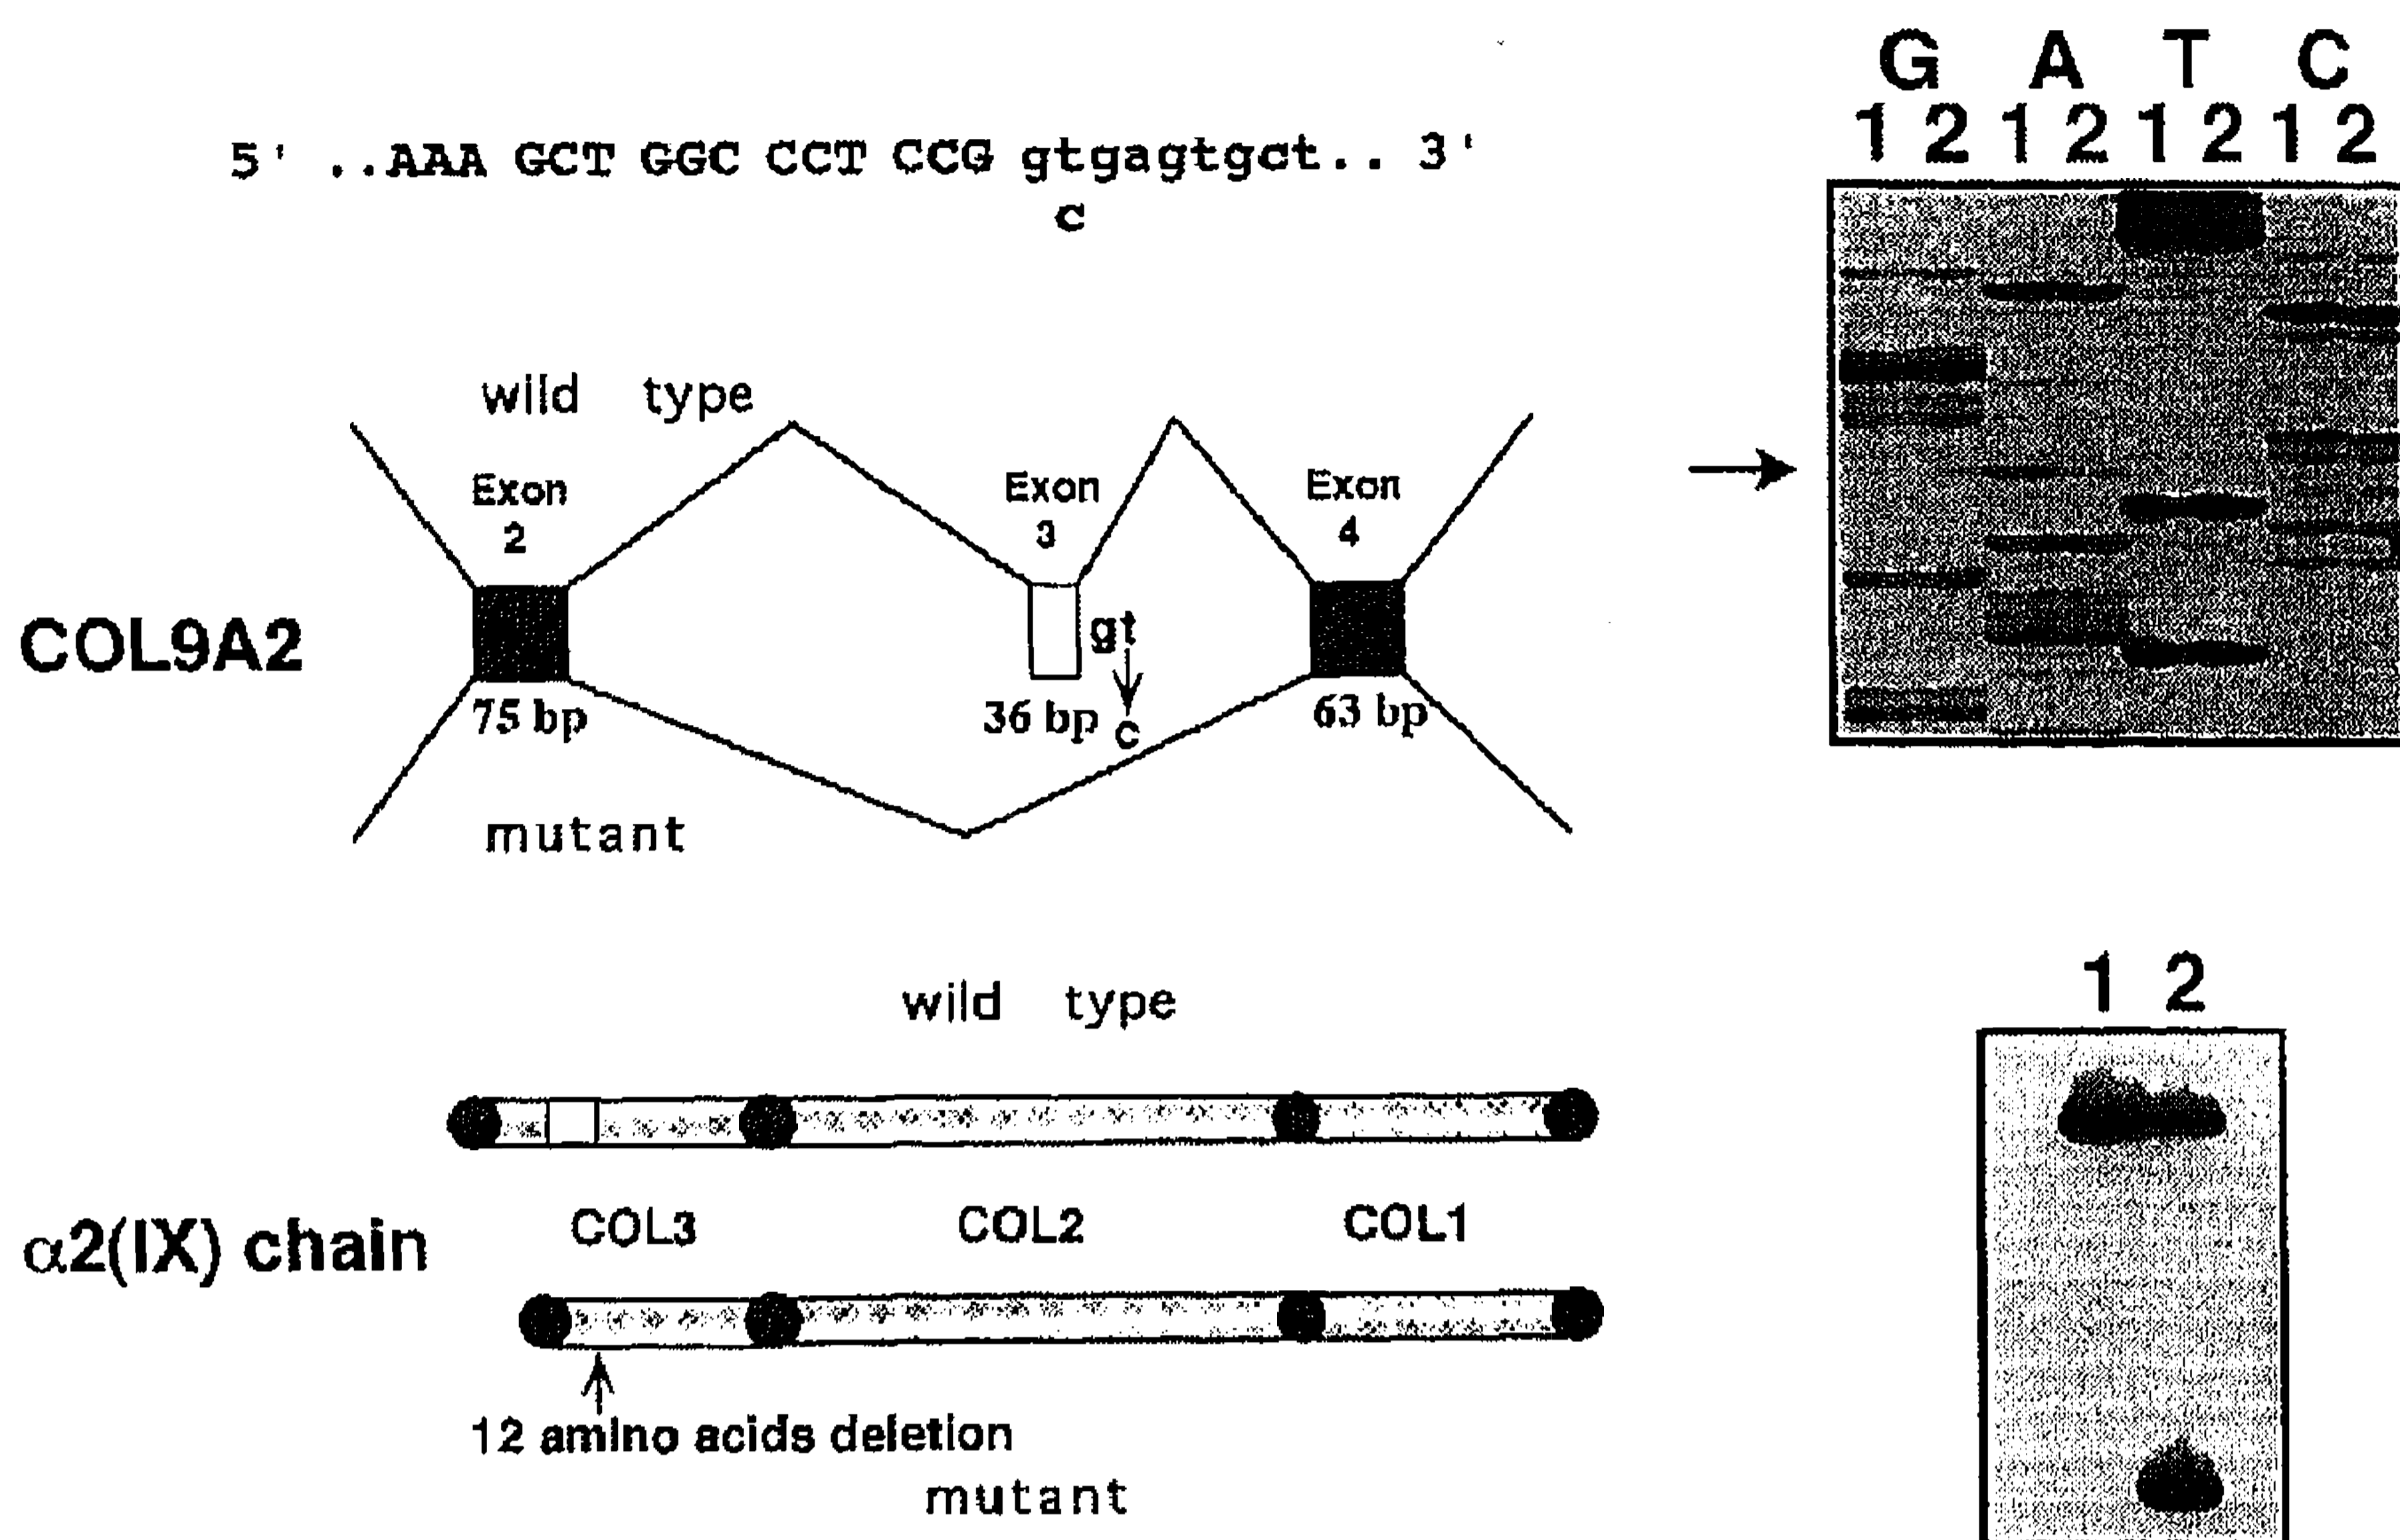 G A T C
1 2 1 2 1 2 1 2
5' ..AAA GCT GGC CCT CCG gtgagtgct.. 3'
c
wild type
Exon 2
Exon 3
Exon 4
COL9A2
gt
c
75 bp
36 bp
63 bp
mutant
1 2
wild type
COL3 COL2 COL1
α2(IX) chain
12 amino acids deletion
mutant